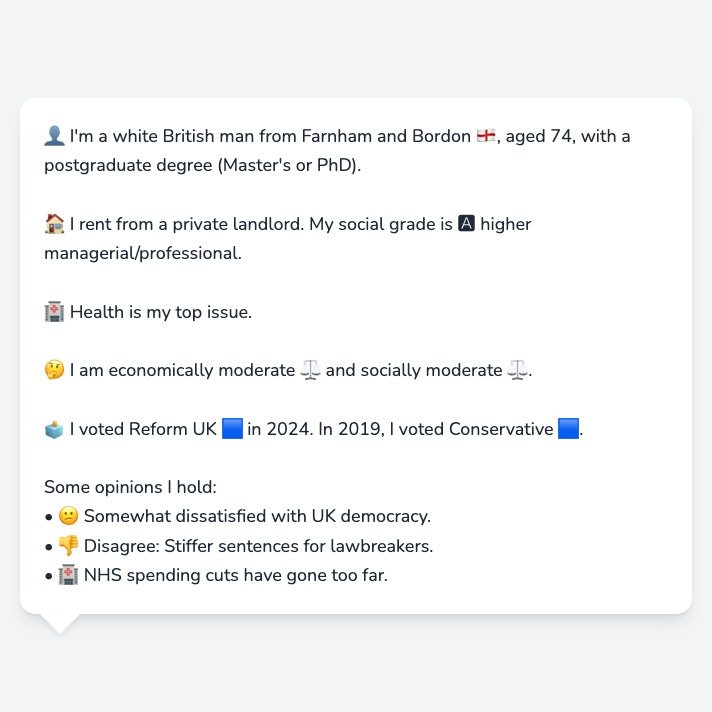 👤 I'm a white British man from Farnham and Bordon 🏴󠁧󠁢󠁥󠁮󠁧󠁿, aged 74, with a
postgraduate degree (Master's or PhD).
🏠 I rent from a private landlord. My social grade is 🅰 higher
managerial/professional.
🏥 Health is my top issue.
🤔 I am economically moderate ⚖️ and socially moderate ⚖️.
🗳️ I voted Reform UK 🟦 in 2024. In 2019, I voted Conservative 🟦.
Some opinions I hold:
• 😕 Somewhat dissatisfied with UK democracy.
• 👎 Disagree: Stiffer sentences for lawbreakers.
• 🏥 NHS spending cuts have gone too far.